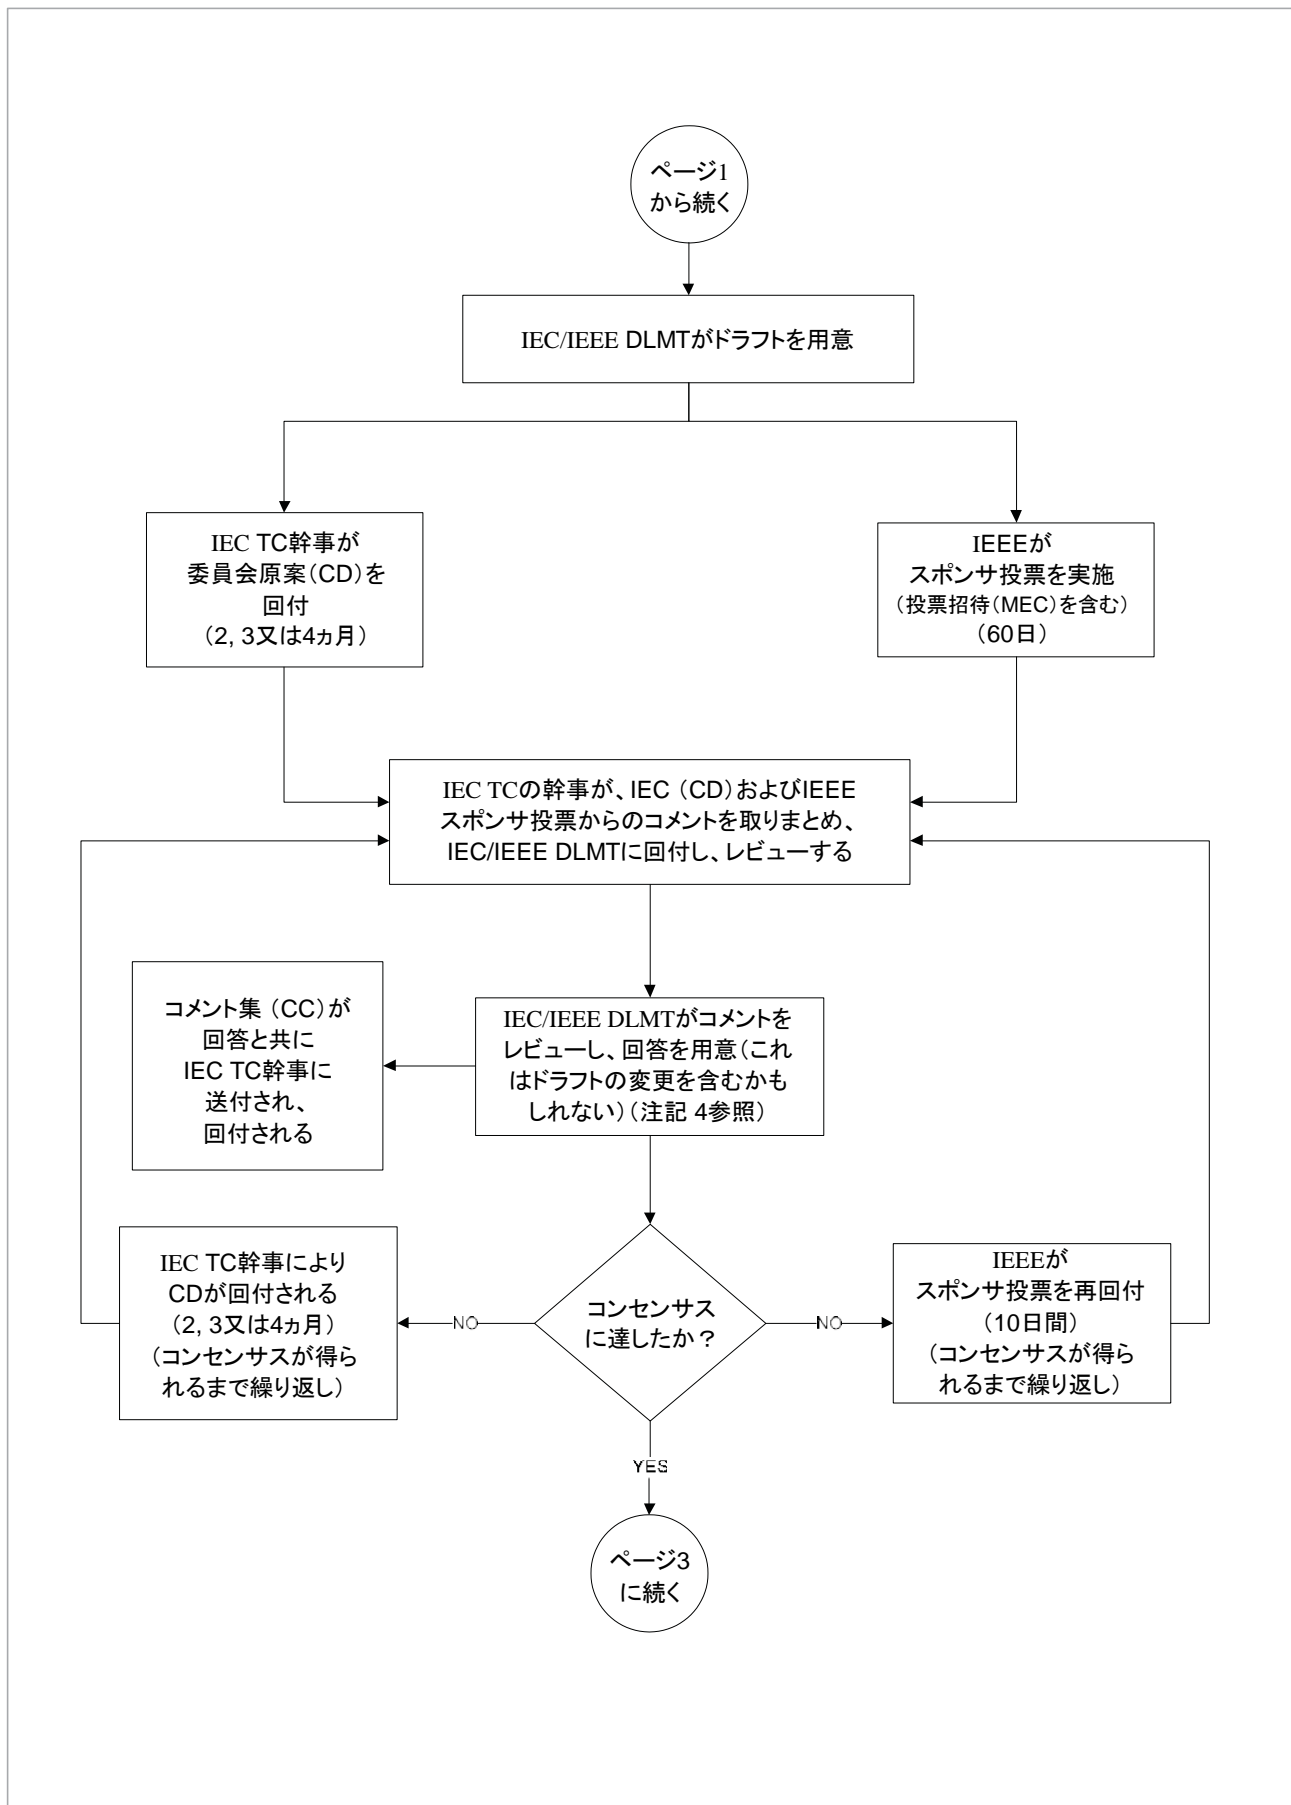 ページ1
から続く
IEC/IEEE DLMTがドラフトを用意
IEC TC幹事が
委員会原案（CD）を
回付
（2, 3又は4ヵ月）
IEEEが
スポンサ投票を実施
（投票招待（MEC）を含む）
（60日）
IEC TCの幹事が、IEC （CD）およびIEEE
スポンサ投票からのコメントを取りまとめ、
IEC/IEEE DLMTに回付し、レビューする
コメント集 （CC）が
回答と共に
IEC TC幹事に
送付され、
回付される
IEC/IEEE DLMTがコメントを
レビューし、回答を用意（これ
はドラフトの変更を含むかも
しれない）（注記 4参照）
IEC TC幹事により
CDが回付される
（2, 3又は4ヵ月）
（コンセンサスが得ら
れるまで繰り返し）
NO
コンセンサス
に達したか？
NO
IEEEが
スポンサ投票を再回付
（10日間）
（コンセンサスが得ら
れるまで繰り返し）
YES
ページ3
に続く